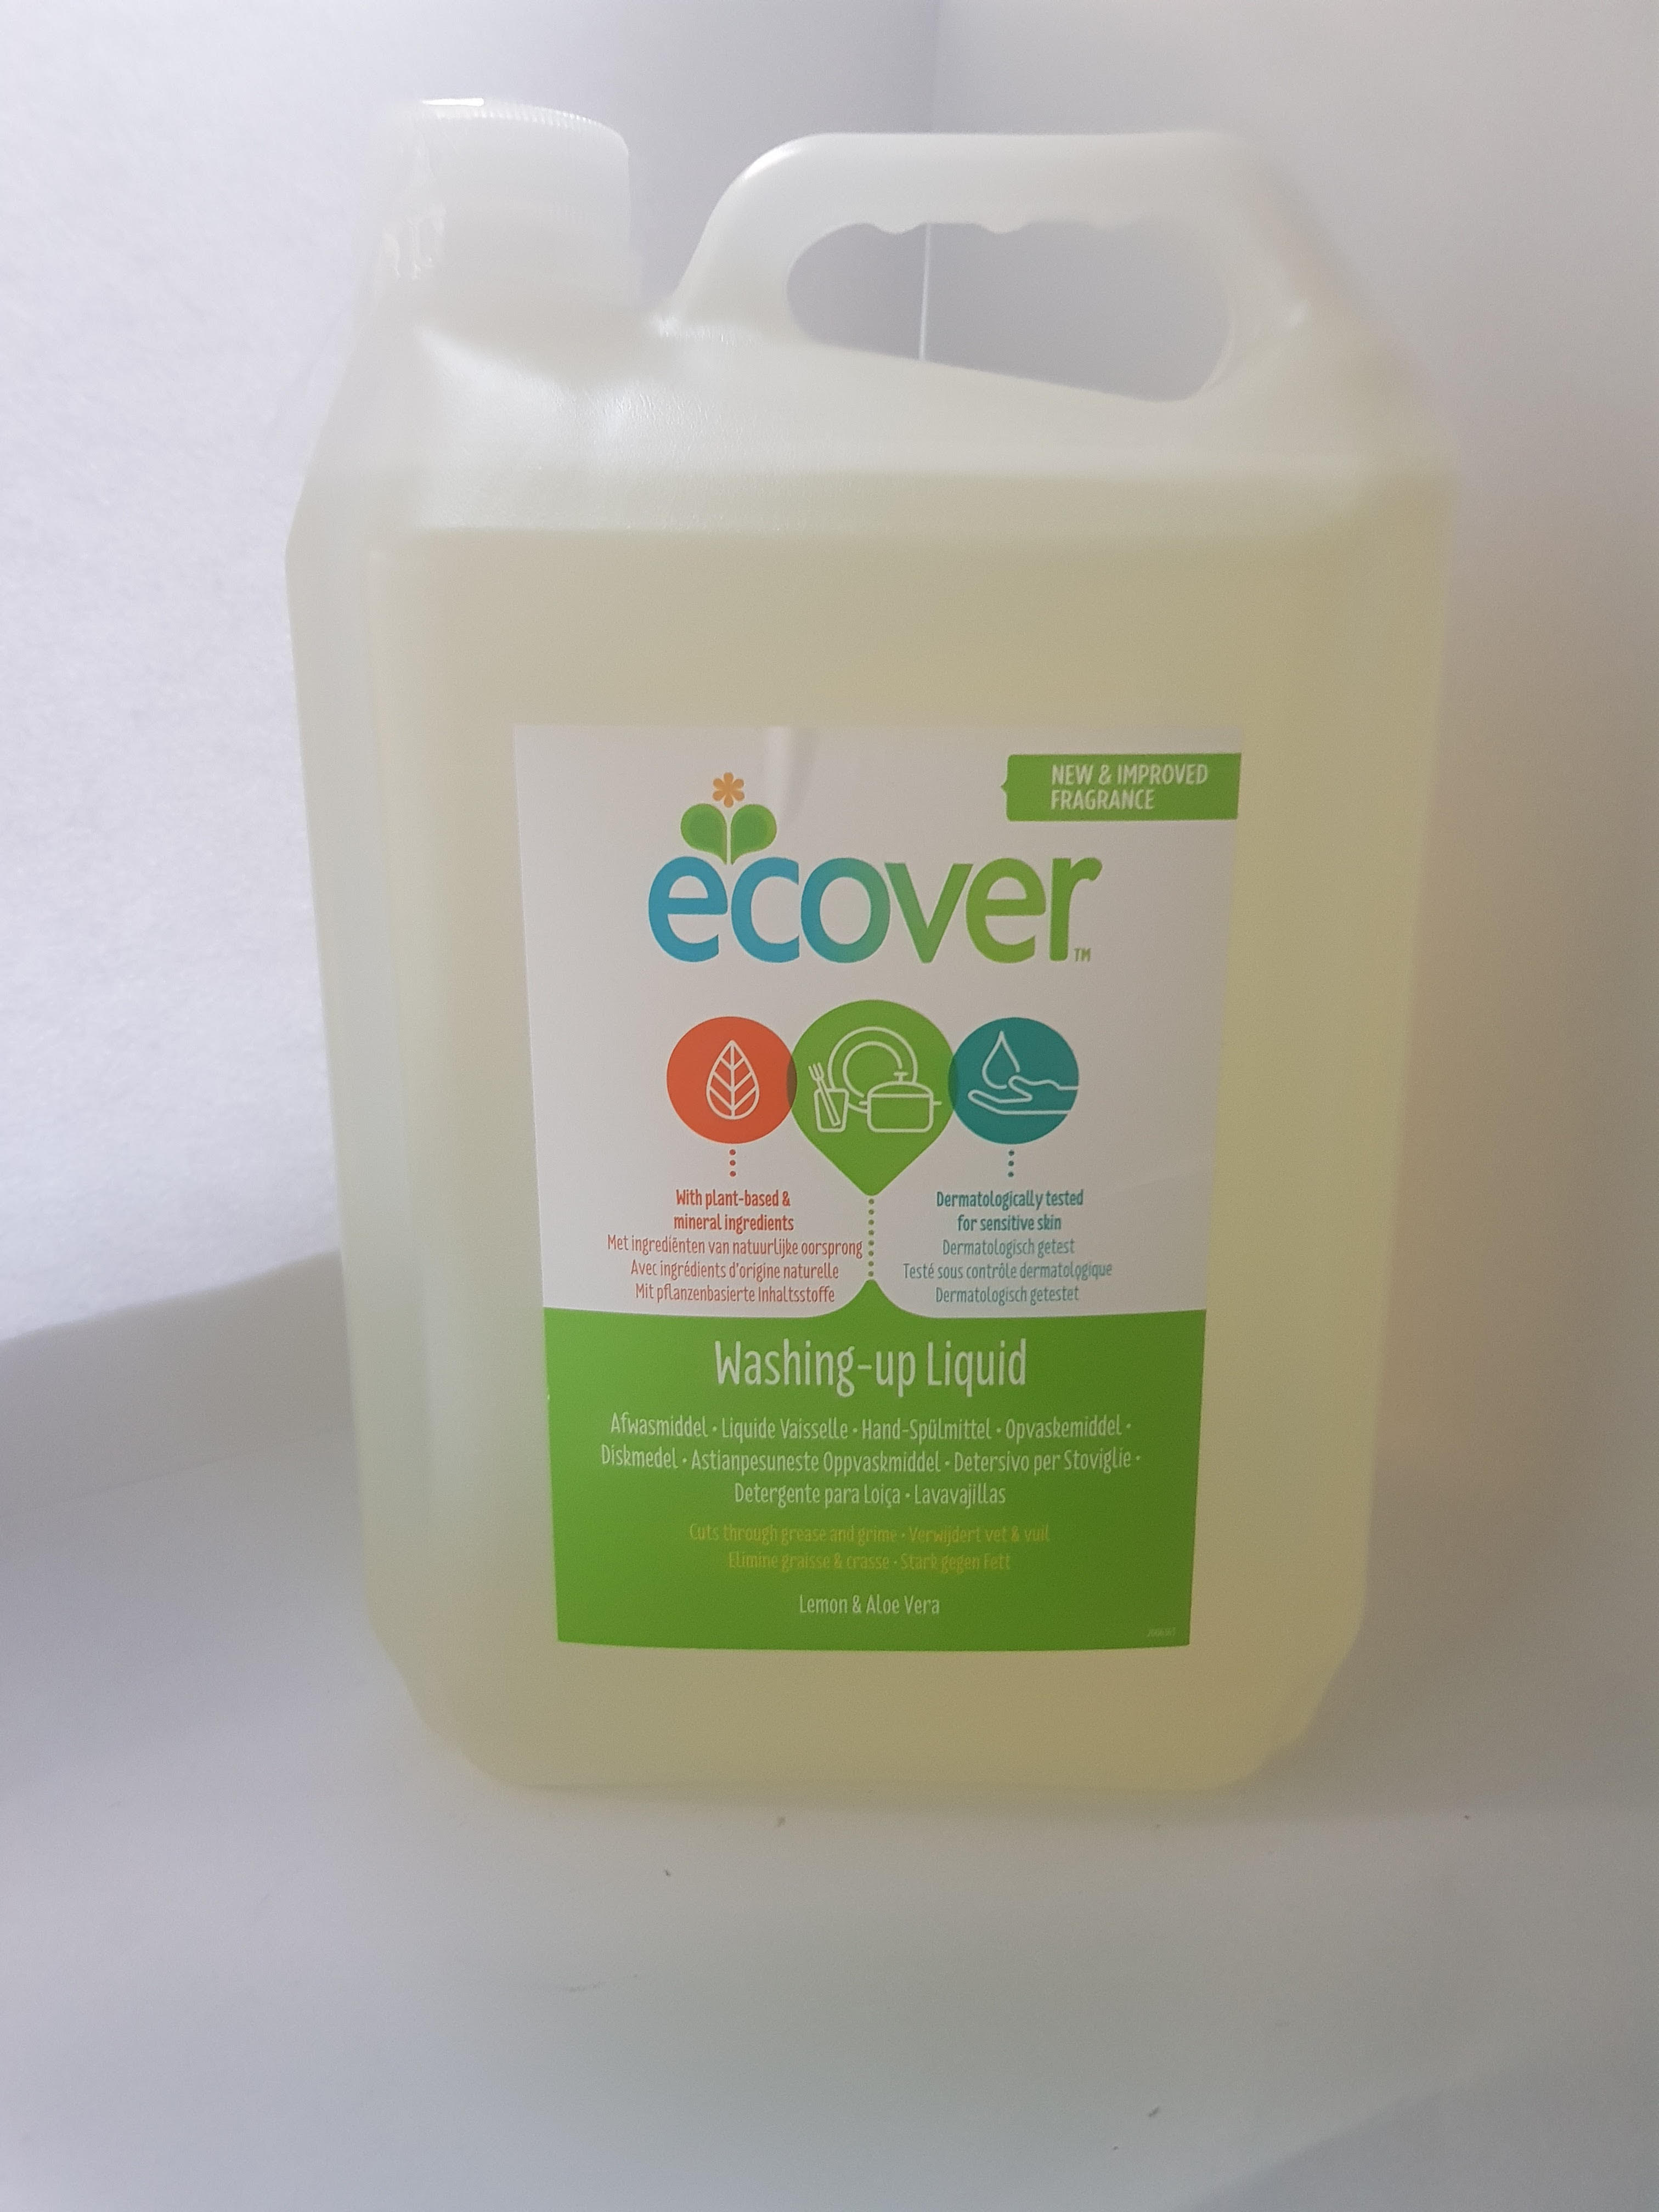 NEW & IMPROVED
FRAGRANCE
ecover™
With plant-based &
mineral ingredients
Met ingrediënten van natuurlijke oorsprong
Avec ingrédients d'origine naturelle
Mit pflanzenbasierte Inhaltsstoffe
Dermatologically tested
for sensitive skin
Dermatologisch getest
Testé sous contrôle dermatologique
Dermatologisch getestet
Washing-up Liquid
Afwasmiddel • Liquide Vaisselle • Hand-Spülmittel • Opvaskemiddel •
Diskmedel • Astianpesuneste Oppvaskmiddel • Detersivo per Stoviglie •
Detergente para Loiça • Lavavajillas
Cuts through grease and grime • Verwijdert vet & vuil
Elimine graisse & crasse • Stark gegen Fett
Lemon & Aloe Vera